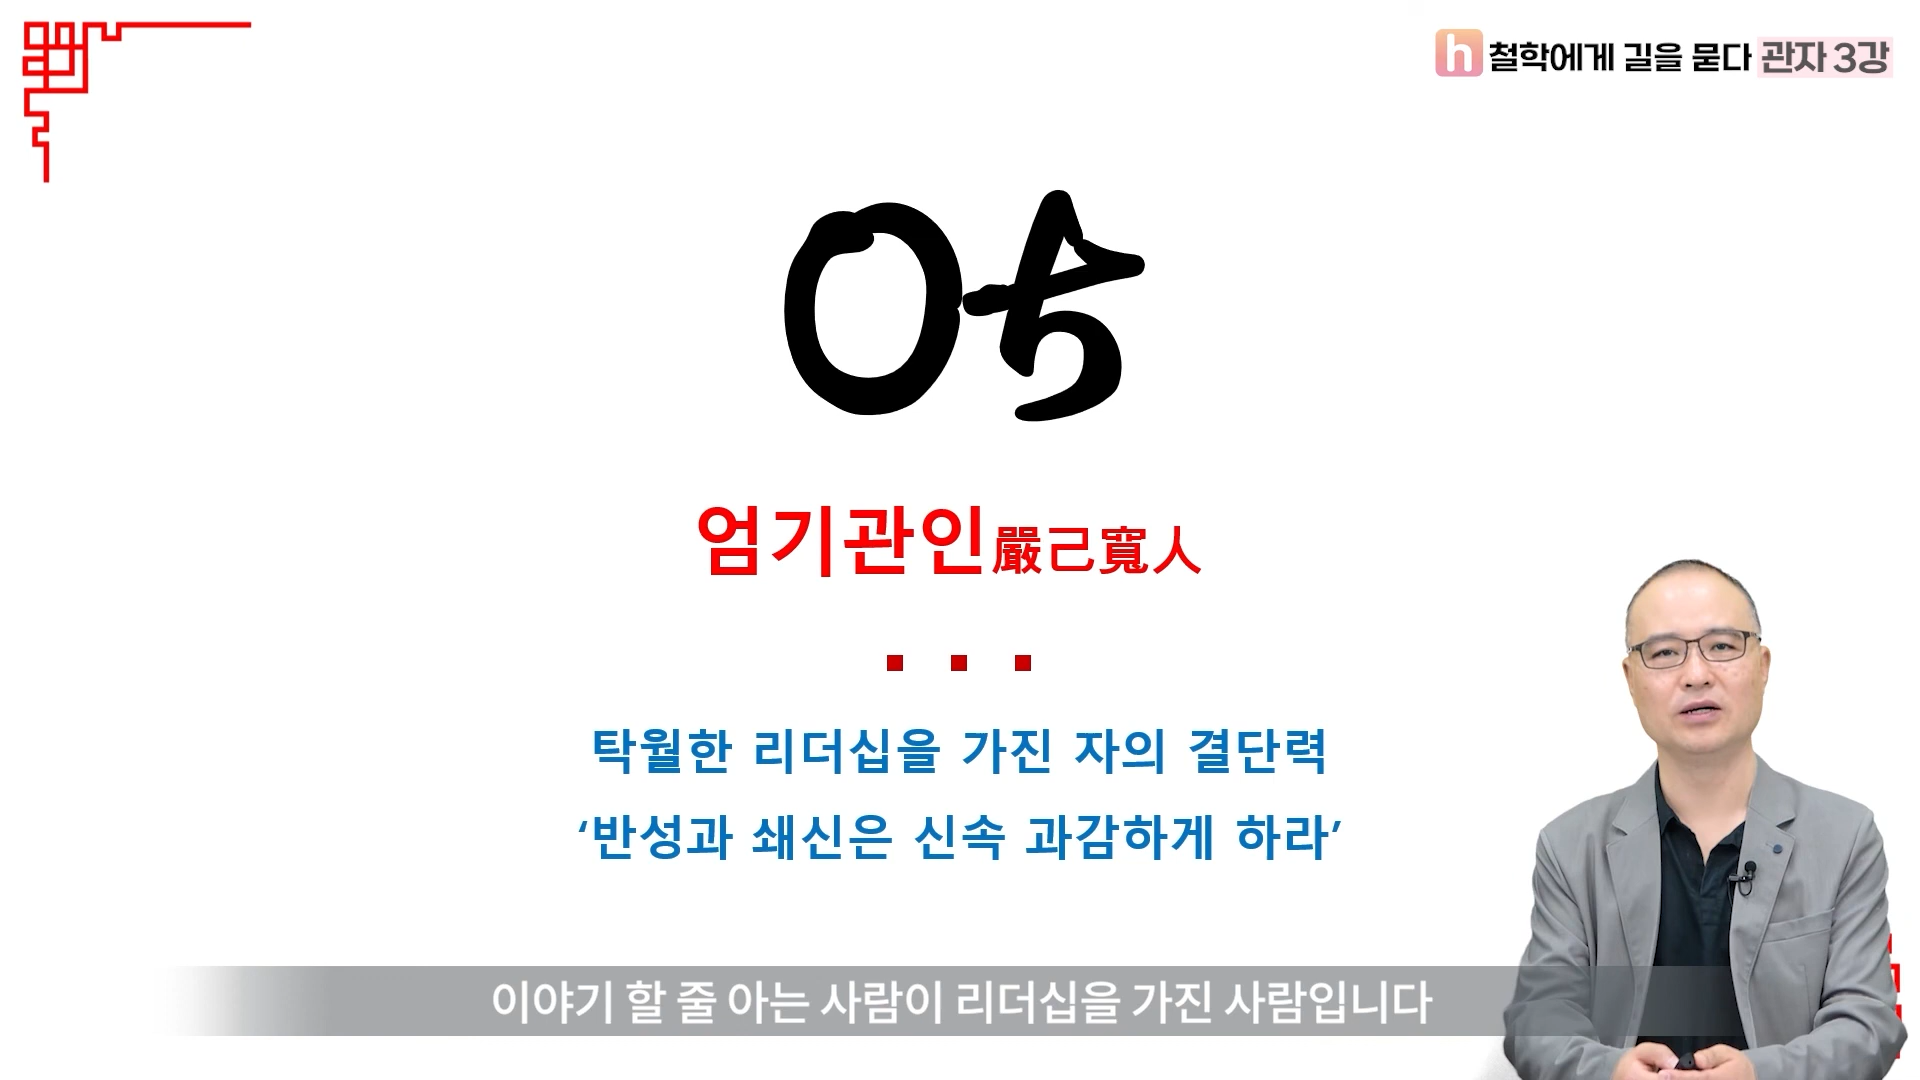 h 철학에게 길을 묻다 관자 3강
05
엄기관인嚴己寬人
탁월한 리더십을 가진 자의 결단력
‘반성과 쇄신은 신속 과감하게 하라’
이야기 할 줄 아는 사람이 리더십을 가진 사람입니다